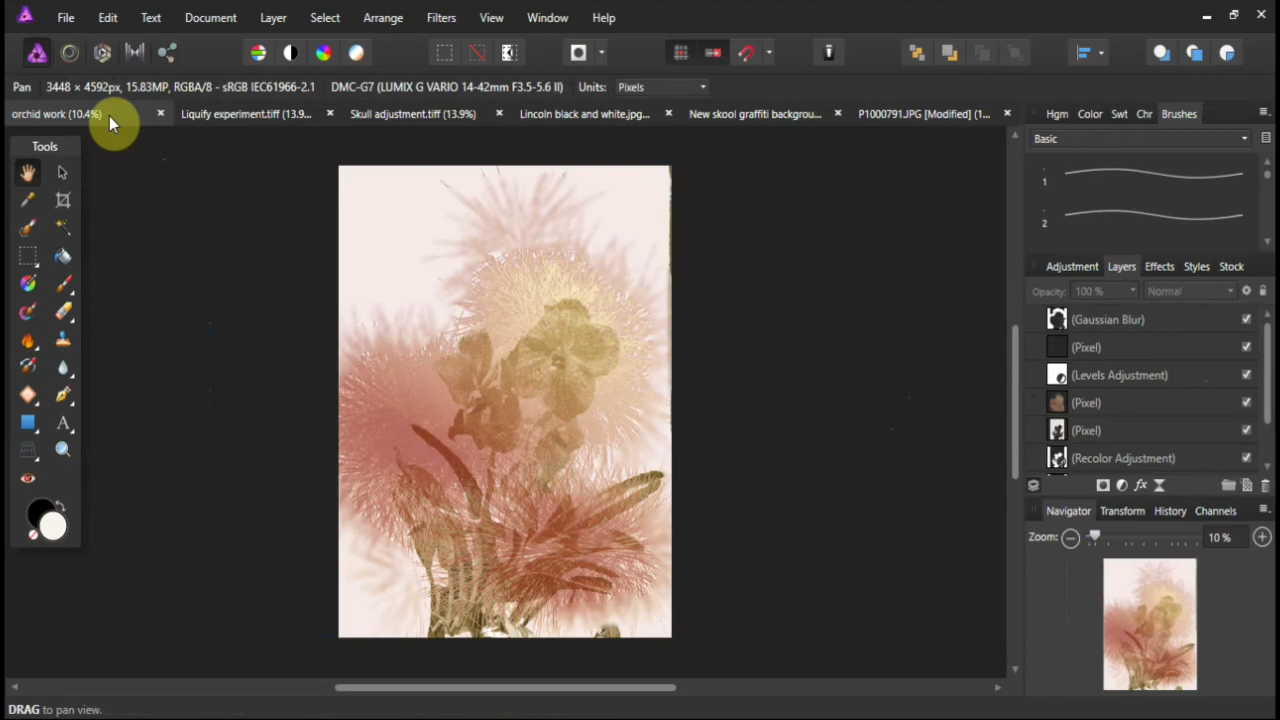 File Edit Text Document Layer Select Arrange Filters View Window Help
Pan 3448 × 4592px, 15.83MP, RGBA/8 - sRGB IEC61966-2.1 DMC-G7 (LUMIX G VARIO 14-42mm F3.5-5.6 II) Units: Pixels
orchid work (10.4%) Liquify experiment.tiff (13.9... Skull adjustment.tiff (13.9%) Lincoln black and white.jpg... New skool graffiti backgrou... P1000791.JPG [Modified] (1...
Hgm Color Swt Chr Brushes
Tools
Basic
1
2
Adjustment Layers Effects Styles Stock
Opacity: 100 % Normal
(Gaussian Blur)
(Pixel)
(Levels Adjustment)
(Pixel)
(Pixel)
(Recolor Adjustment)
Navigator Transform History Channels
Zoom: 10 %
DRAG to pan view.